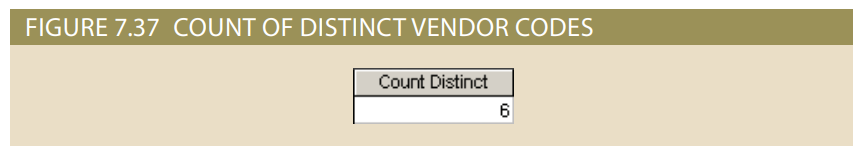 FIGURE 7.37 COUNT OF DISTINCT VENDOR CODES
Count Distinct
6